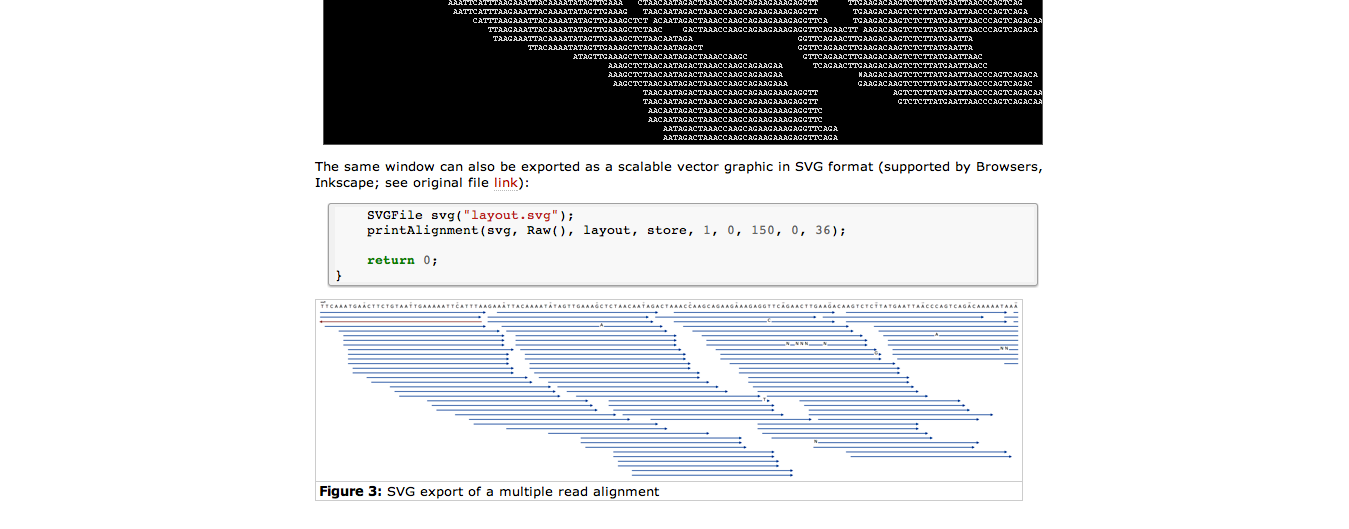 AAATTCATTTAAGAAATTACAAAATATAGTTGAAA CTAACAATAGACTAAACCAAGCAGAAGAAAGAGGTT TTGAAGACAAGTCTCTTATGAATTAACCCAGTCAG
AATTCATTTAAGAAATTACAAAATATAGTTGAAAG TAACAATAGACTAAACCAAGCAGAAGAAAGAGGTT TGAAGACAAGTCTCTTATGAATTAACCCAGTCAGA
CATTTAAGAAATTACAAAATATAGTTGAAAGCTCT ACAATAGACTAAACCAAGCAGAAGAAAGAGGTTCA TGAAGACAAGTCTCTTATGAATTAACCCAGTCAGACAA
TTAAGAAATTACAAAATATAGTTGAAAGCTCTAAC GACTAAACCAAGCAGAAGAAAGAGGTTCAGAACTT AAGACAAGTCTCTTATGAATTAACCCAGTCAGACA
TAAGAAATTACAAAATATAGTTGAAAGCTCTAACAATAGA GGTTCAGAACTTGAAGACAAGTCTCTTATGAATTA
TTACAAAATATAGTTGAAAGCTCTAACAATAGACT GGTTCAGAACTTGAAGACAAGTCTCTTATGAATTA
ATAGTTGAAAGCTCTAACAATAGACTAAACCAAGC GTTCAGAACTTGAAGACAAGTCTCTTATGAATTAAC
AAAGCTCTAACAATAGACTAAACCAAGCAGAAGAA TCAGAACTTGAAGACAAGTCTCTTATGAATTAACC
AAAGCTCTAACAATAGACTAAACCAAGCAGAAGAA NAAGACAAGTCTCTTATGAATTAACCCAGTCAGACA
AAGCTCTAACAATAGACTAAACCAAGCAGAAGAAA GAAGACAAGTCTCTTATGAATTAACCCAGTCAGAC
TAACAATAGACTAAACCAAGCAGAAGAAAGAGGTT AGTCTCTTATGAATTAACCCAGTCAGACAA
TAACAATAGACTAAACCAAGCAGAAGAAAGAGGTT GTCTCTTATGAATTAACCCAGTCAGACAA
AACAATAGACTAAACCAAGCAGAAGAAAGAGGTTC
AACAATAGACTAAACCAAGCAGAAGAAAGAGGTTC
AATAGACTAAACCAAGCAGAAGAAAGAGGTTCAGA
AATAGACTAAACCAAGCAGAAGAAAGAGGTTCAGA
The same window can also be exported as a scalable vector graphic in SVG format (supported by Browsers,
Inkscape; see original file link):
SVGFile svg("layout.svg");
printAlignment(svg, Raw(), layout, store, 1, 0, 150, 0, 36);
return 0;
}
TTCAAATGAACTTCTGTAATTGAAAAATTCATTTAAGAAATTACAAAATATAGTTGAAAGCTCTAACAATAGACTAAACCAAGCAGAAGAAAGAGGTTCAGAACTTGAAGACAAGTCTCTTATGAATTAACCCAGTCAGACAAAAATAAA
Figure 3: SVG export of a multiple read alignment